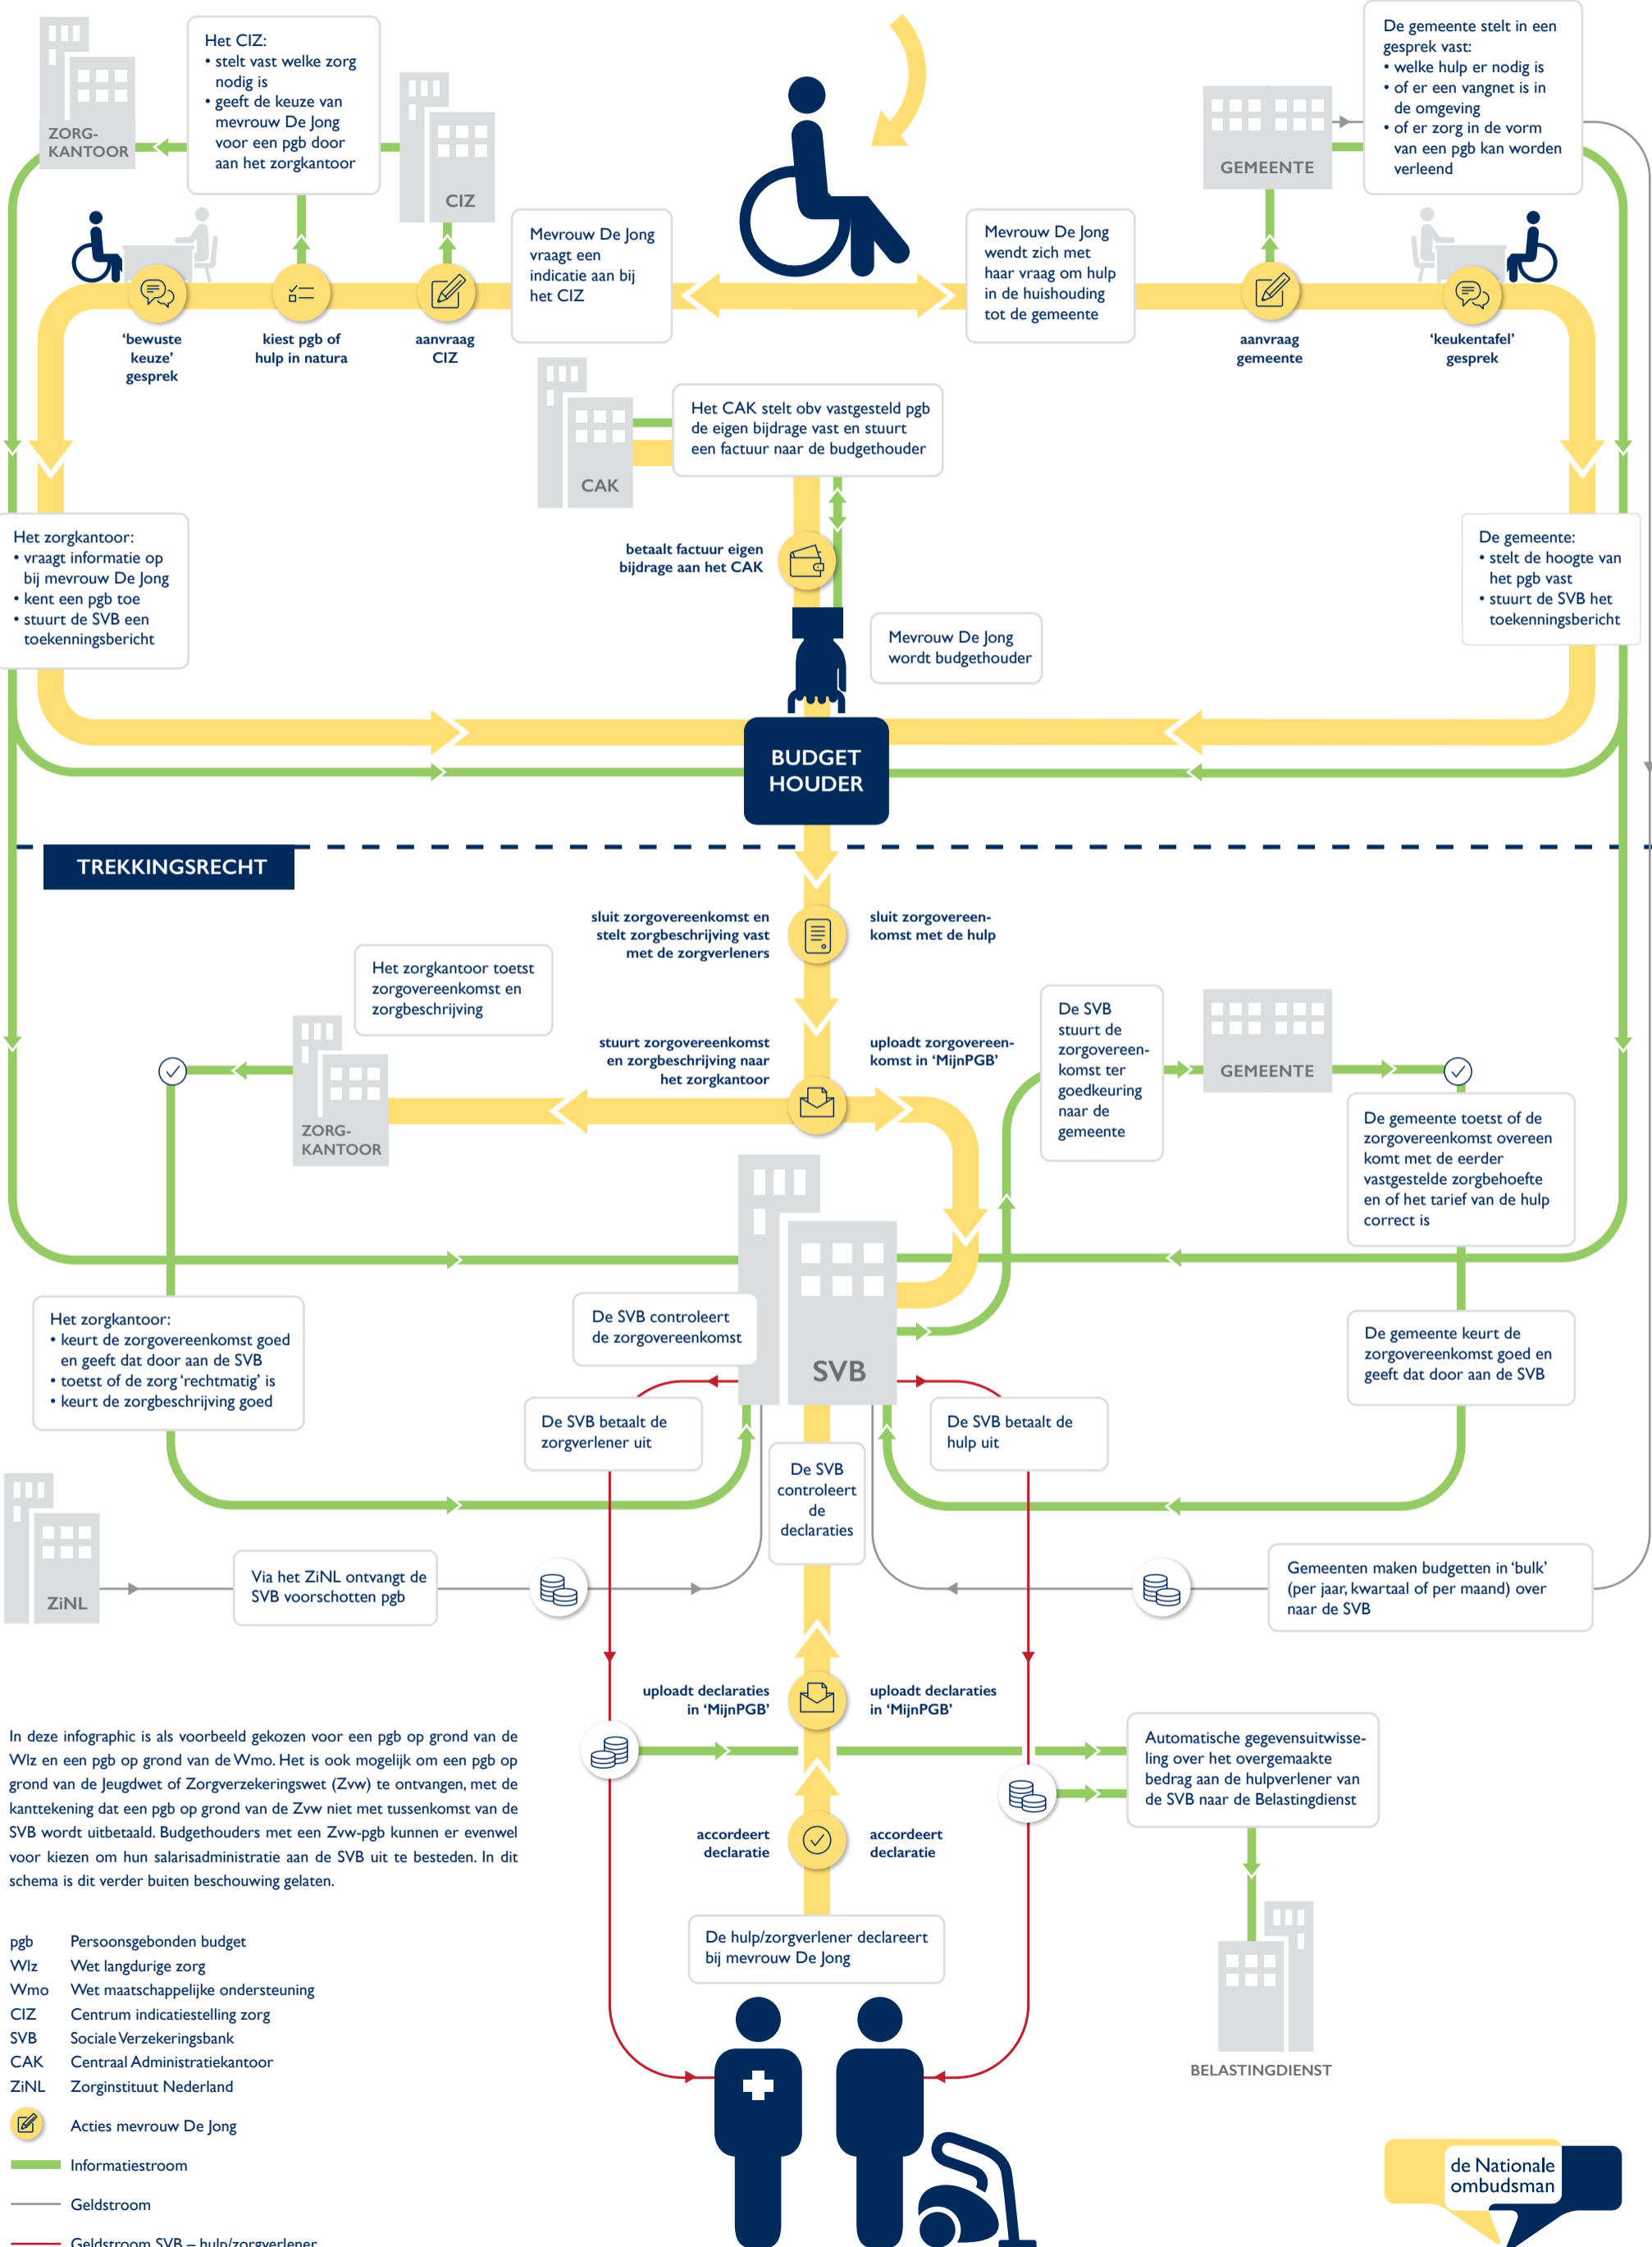 Het CIZ:
• stelt vast welke zorg
nodig is
• geeft de keuze van
mevrouw De Jong
voor een pgb door
aan het zorgkantoor
ZORG-
KANTOOR
CIZ
De gemeente stelt in een
gesprek vast:
• welke hulp er nodig is
• of er een vangnet is in
de omgeving
• of er zorg in de vorm
van een pgb kan worden
verleend
GEMEENTE
Mevrouw De Jong
vraagt een
indicatie aan bij
het CIZ
Mevrouw De Jong
wendt zich met
haar vraag om hulp
in de huishouding
tot de gemeente
‘bewuste
keuze’
gesprek
kiest pgb of
hulp in natura
aanvraag
CIZ
aanvraag
gemeente
‘keukentafel’
gesprek
CAK
Het CAK stelt obv vastgesteld pgb
de eigen bijdrage vast en stuurt
een factuur naar de budgethouder
betaalt factuur eigen
bijdrage aan het CAK
Het zorgkantoor:
• vraagt informatie op
bij mevrouw De Jong
• kent een pgb toe
• stuurt de SVB een
toekenningsbericht
De gemeente:
• stelt de hoogte van
het pgb vast
• stuurt de SVB het
toekenningsbericht
Mevrouw De Jong
wordt budgethouder
BUDGET
HOUDER
TREKKINGSRECHT
sluit zorgovereenkomst en
stelt zorgbeschrijving vast
met de zorgverleners
sluit zorgovereen-
komst met de hulp
Het zorgkantoor toetst
zorgovereenkomst en
zorgbeschrijving
ZORG-
KANTOOR
stuurt zorgovereenkomst
en zorgbeschrijving naar
het zorgkantoor
uploadt zorgovereen-
komst in ‘MijnPGB’
De SVB
stuurt de
zorgovereen-
komst ter
goedkeuring
naar de
gemeente
GEMEENTE
De gemeente toetst of de
zorgovereenkomst overeen
komt met de eerder
vastgestelde zorgbehoefte
en of het tarief van de hulp
correct is
Het zorgkantoor:
• keurt de zorgovereenkomst goed
en geeft dat door aan de SVB
• toetst of de zorg ‘rechtmatig’ is
• keurt de zorgbeschrijving goed
De SVB controleert
de zorgovereenkomst
SVB
De gemeente keurt de
zorgovereenkomst goed en
geeft dat door aan de SVB
De SVB betaalt de
zorgverlener uit
De SVB betaalt de
hulp uit
De SVB
controleert
de
declaraties
ZiNL
Via het ZiNL ontvangt de
SVB voorschotten pgb
Gemeenten maken budgetten in ‘bulk’
(per jaar, kwartaal of per maand) over
naar de SVB
uploadt declaraties
in ‘MijnPGB’
uploadt declaraties
in ‘MijnPGB’
In deze infographic is als voorbeeld gekozen voor een pgb op grond van de
Wlz en een pgb op grond van de Wmo. Het is ook mogelijk om een pgb op
grond van de Jeugdwet of Zorgverzekeringswet (Zvw) te ontvangen, met de
kanttekening dat een pgb op grond van de Zvw niet met tussenkomst van de
SVB wordt uitbetaald. Budgethouders met een Zvw-pgb kunnen er evenwel
voor kiezen om hun salarisadministratie aan de SVB uit te besteden. In dit
schema is dit verder buiten beschouwing gelaten.
Automatische gegevensuitwisse-
ling over het overgemaakte
bedrag aan de hulpverlener van
de SVB naar de Belastingdienst
accordeert
declaratie
accordeert
declaratie
De hulp/zorgverlener declareert
bij mevrouw De Jong
BELASTINGDIENST
pgb Persoonsgebonden budget
Wlz Wet langdurige zorg
Wmo Wet maatschappelijke ondersteuning
CIZ Centrum indicatiestelling zorg
SVB Sociale Verzekeringsbank
CAK Centraal Administratiekantoor
ZiNL Zorginstituut Nederland
Acties mevrouw De Jong
Informatiestroom
Geldstroom
Geldstroom SVB – hulp/zorgverlener
de Nationale
ombudsman